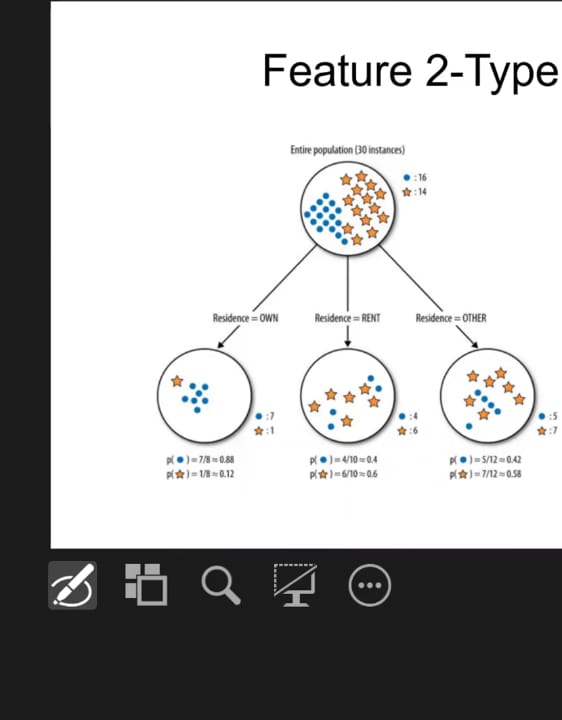 Feature 2-Type
Entire population (30 instances)
: 16
: 14
Residence = OWN
Residence = RENT
Residence = OTHER
: 7
: 1
: 4
: 6
: 5
: 7
p( ) = 7/8 ≈ 0.88
p( ) = 1/8 ≈ 0.12
p( ) = 4/10 ≈ 0.4
p( ) = 6/10 ≈ 0.6
p( ) = 5/12 ≈ 0.42
p( ) = 7/12 ≈ 0.58